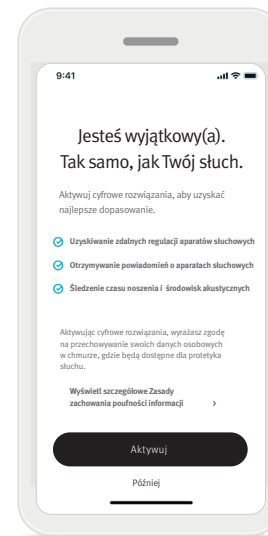 9:41
Jesteś wyjątkowy(a).
Tak samo, jak Twój słuch.
Aktywuj cyfrowe rozwiązania, aby uzyskać
najlepsze dopasowanie.
Uzyskiwanie zdalnych regulacji aparatów słuchowych
Otrzymywanie powiadomień o aparatach słuchowych
Śledzenie czasu noszenia i środowisk akustycznych
Aktywując cyfrowe rozwiązania, wyrażasz zgodę
na przechowywanie swoich danych osobowych
w chmurze, gdzie będą dostępne dla protetyka
słuchu.
Wyświetl szczegółowe Zasady
zachowania poufności informacji
Aktywuj
Później